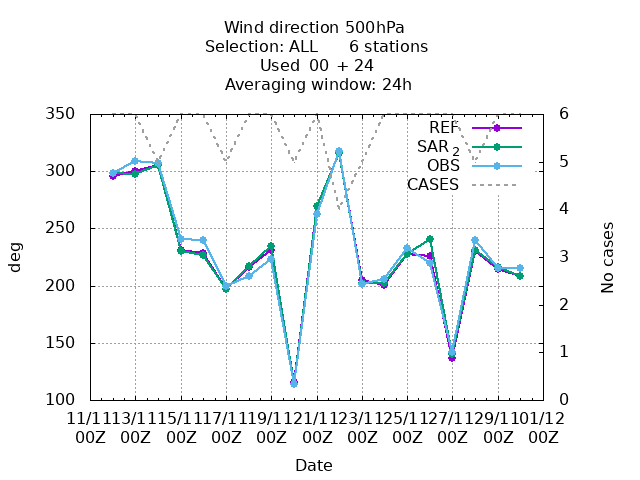 Wind direction 500hPa
Selection: ALL 6 stations
Used 00 + 24
Averaging window: 24h
350
300
250
200
150
100
6
5
4
3
2
1
0
REF
SAR 2
OBS
CASES
deg
No cases
11/11 13/11 15/11 17/11 19/11 21/11 23/11 25/11 27/11 29/11 01/12
00Z 00Z 00Z 00Z 00Z 00Z 00Z 00Z 00Z 00Z 00Z
Date